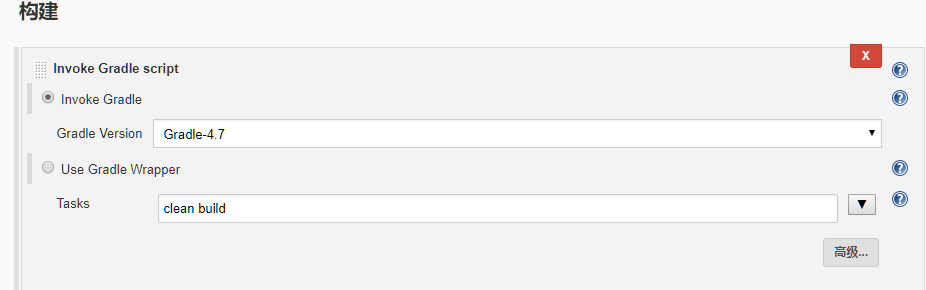 构建
Invoke Gradle script
X
Invoke Gradle
Gradle Version
Gradle-4.7
Use Gradle Wrapper
Tasks
clean build
高级...